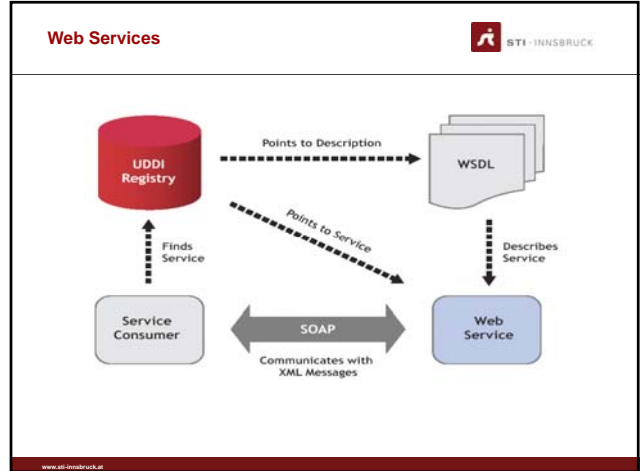 Web Services
STI · INNSBRUCK
UDDI
Registry
Points to Description
WSDL
Points to Service
Finds
Service
Describes
Service
Service
Consumer
SOAP
Web
Service
Communicates with
XML Messages
www.sti-innsbruck.at